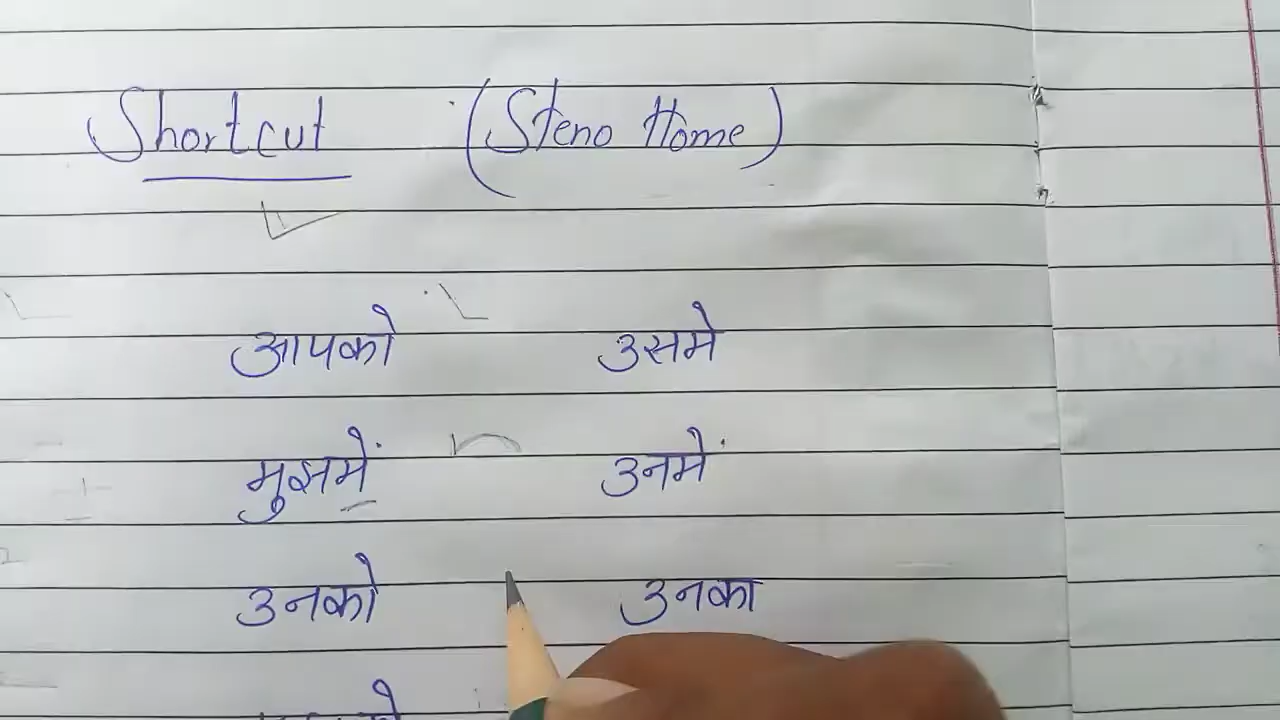 Shortcut (Steno Home)
आपको उसमे
मुझमें उनमें
उनको उनका